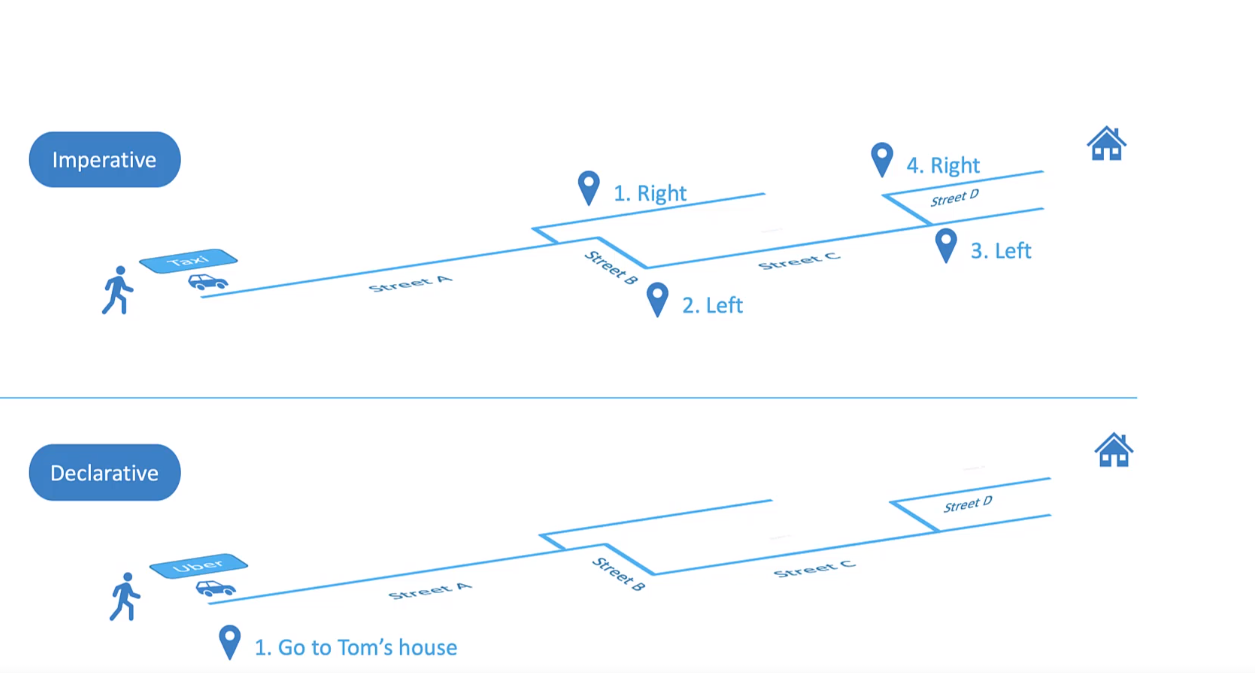 Imperative
1. Right
4. Right
Street D
Taxi
Street A
Street B
Street C
3. Left
2. Left
Declarative
Street D
Uber
Street A
Street B
Street C
1. Go to Tom's house